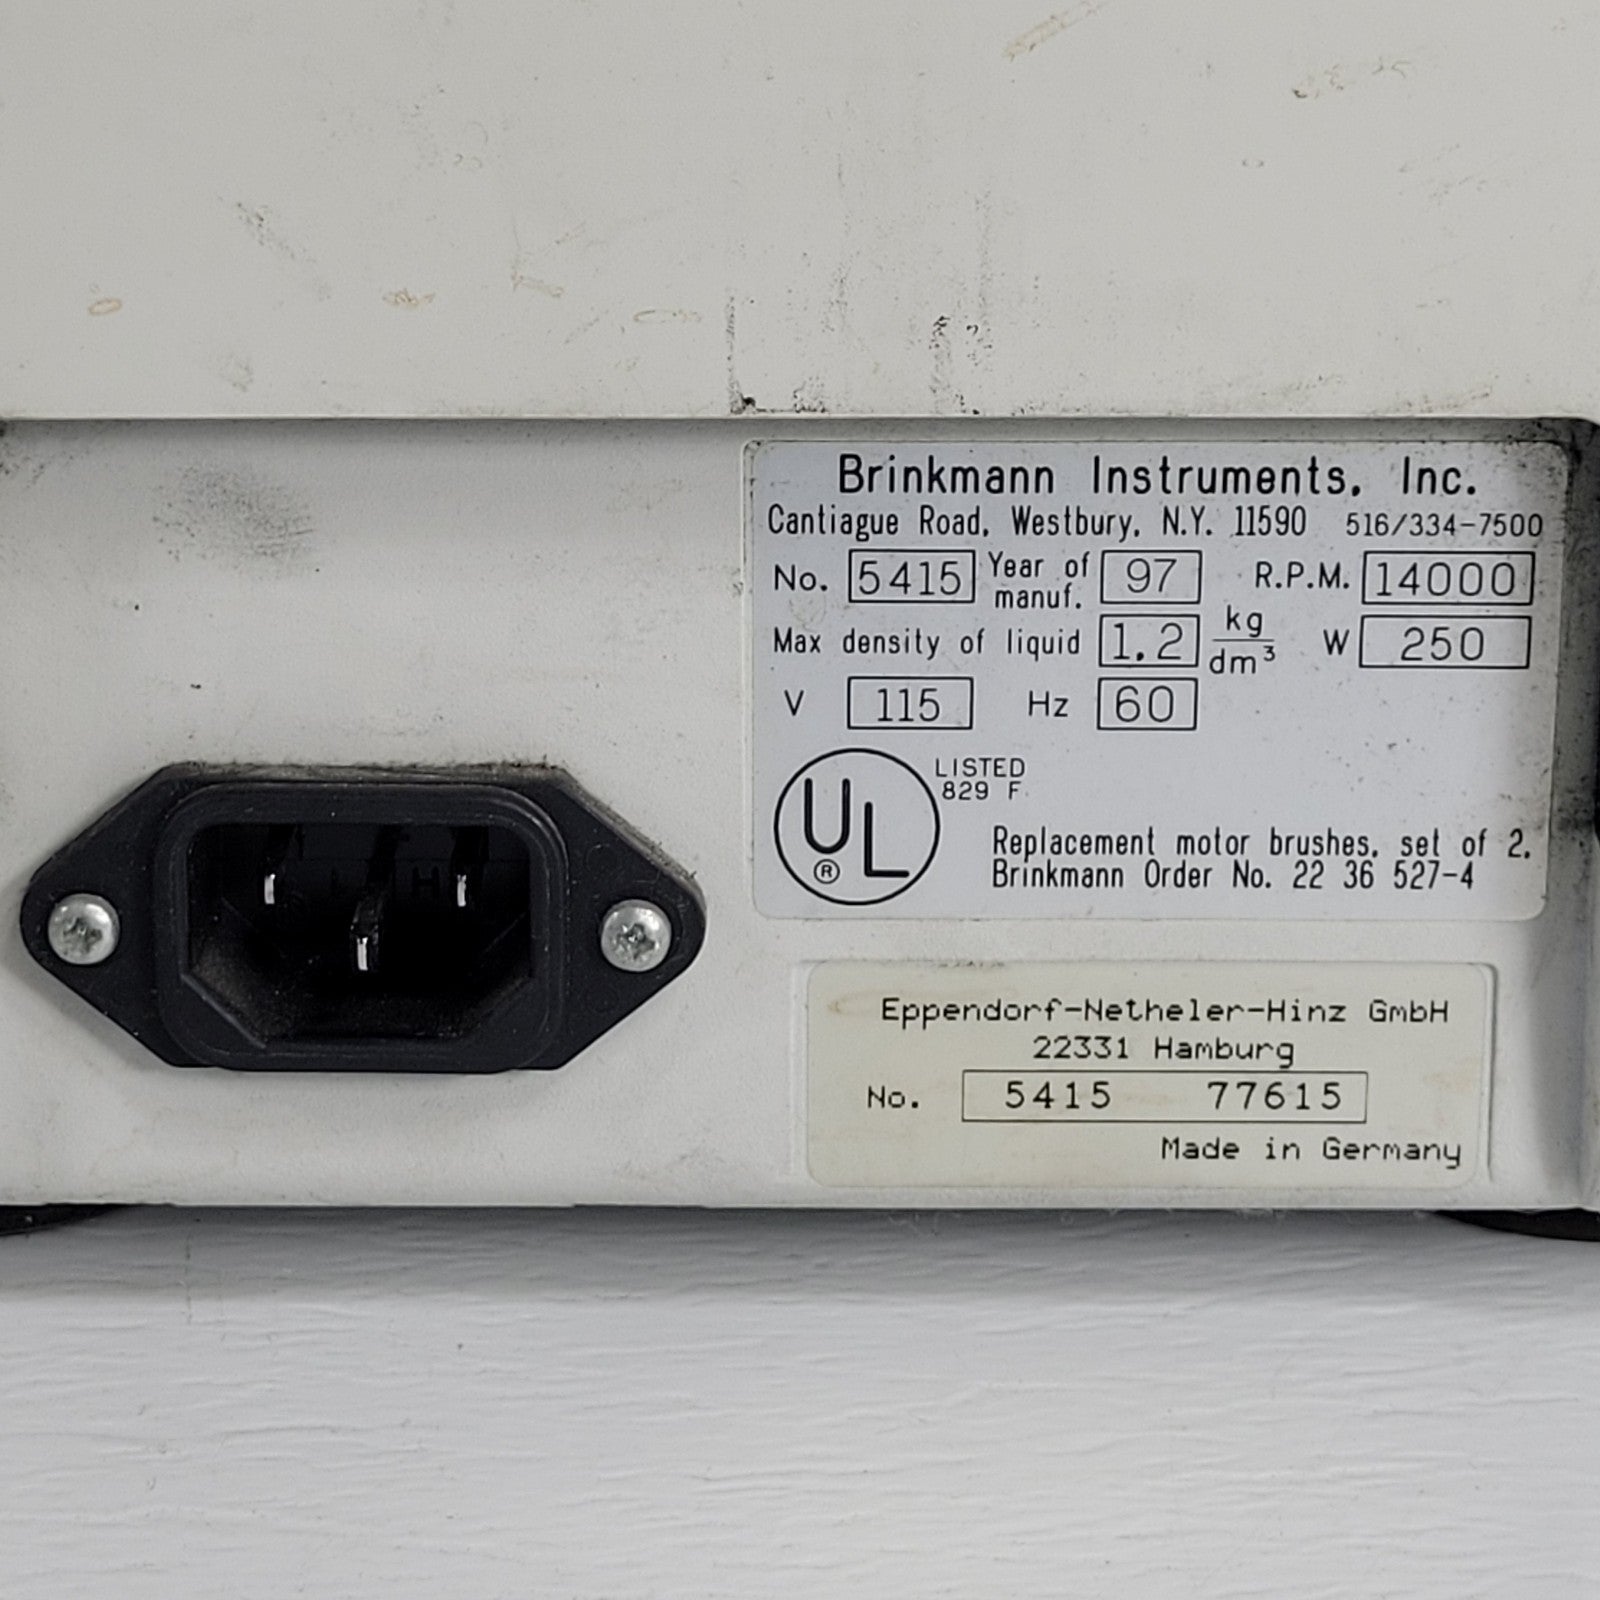 Brinkmann Instruments, Inc.
Cantiague Road, Westbury, N.Y. 11590 516/334-7500
No. 5415 Year of manuf. 97 R.P.M. 14000
Max density of liquid 1.2 kg/dm³ W 250
V 115 Hz 60
UL ®
LISTED
829 F
Replacement motor brushes, set of 2,
Brinkmann Order No. 22 36 527-4
Eppendorf-Netheler-Hinz GmbH
22331 Hamburg
No. 5415 77615
Made in Germany